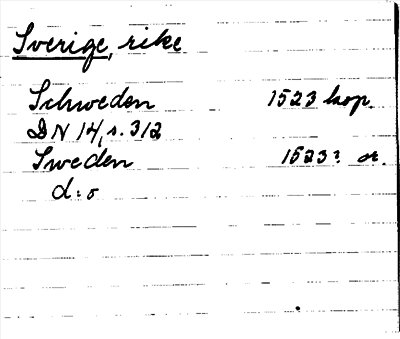 Sverige, rike
Schweden 1523 kop.
DN 14, s. 312
Sweden 1523? or.
d:o